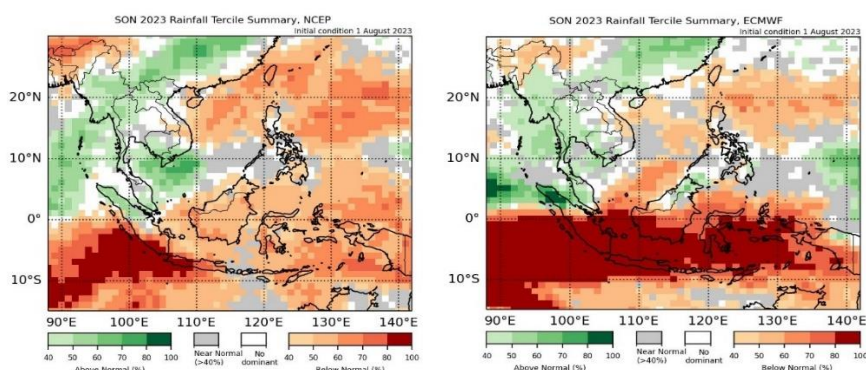 SON 2023 Rainfall Tercile Summary, NCEP
Initial condition 1 August 2023
20°N
10°N
0°
10°S
90°E 100°E 110°E 120°E 130°E 140°E
40 50 60 70 80 100
Above Normal (%)
Near Normal
(>40%)
No
dominant
40 50 60 70 80 100
Below Normal (%)
SON 2023 Rainfall Tercile Summary, ECMWF
Initial condition 1 August 2023
20°N
10°N
0°
10°S
90°E 100°E 110°E 120°E 130°E 140°E
40 50 60 70 80 100
Above Normal (%)
Near Normal
(>40%)
No
dominant
40 50 60 70 80 100
Below Normal (%)